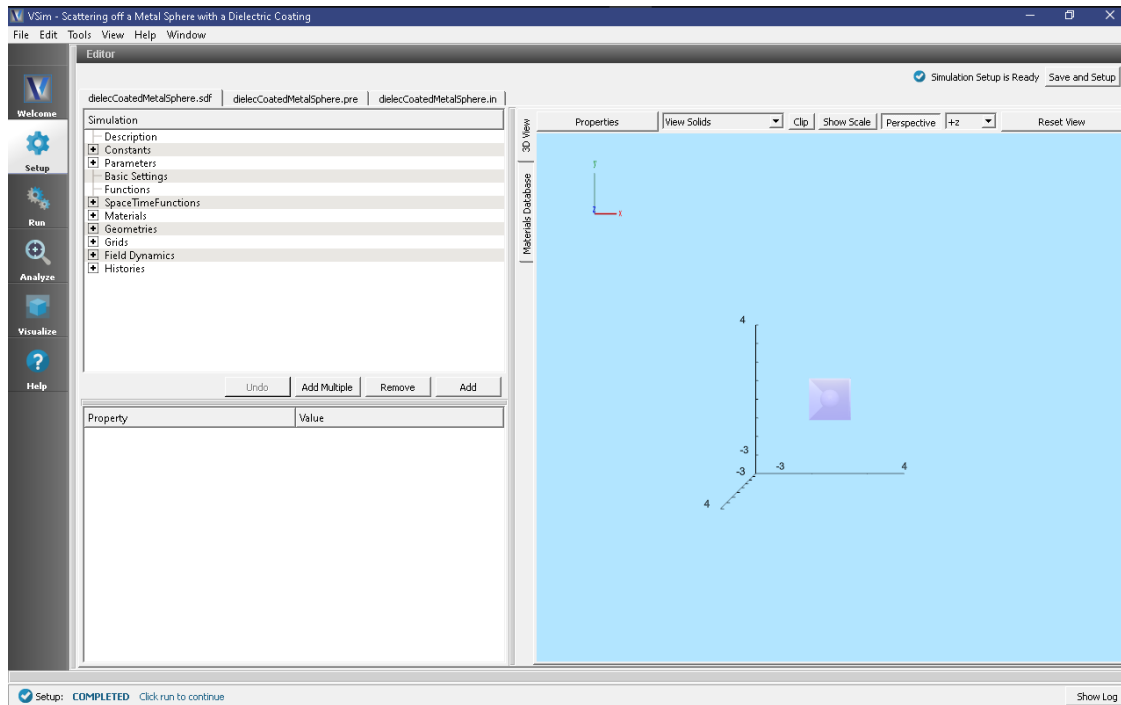 VSim - Scattering off a Metal Sphere with a Dielectric Coating
File Edit Tools View Help Window
Editor
Simulation Setup is Ready Save and Setup
Welcome
Setup
Run
Analyze
Visualize
Help
dielecCoatedMetalSphere.sdf dielecCoatedMetalSphere.pre dielecCoatedMetalSphere.in
Simulation
Description
Constants
Parameters
Basic Settings
Functions
SpaceTimeFunctions
Materials
Geometries
Grids
Field Dynamics
Histories
Undo Add Multiple Remove Add
Property Value
3D View
Materials Database
Properties View Solids Clip Show Scale Perspective +z Reset View
Y
Z X
4
-3
-3 -3 4
4
Setup: COMPLETED Click run to continue Show Log